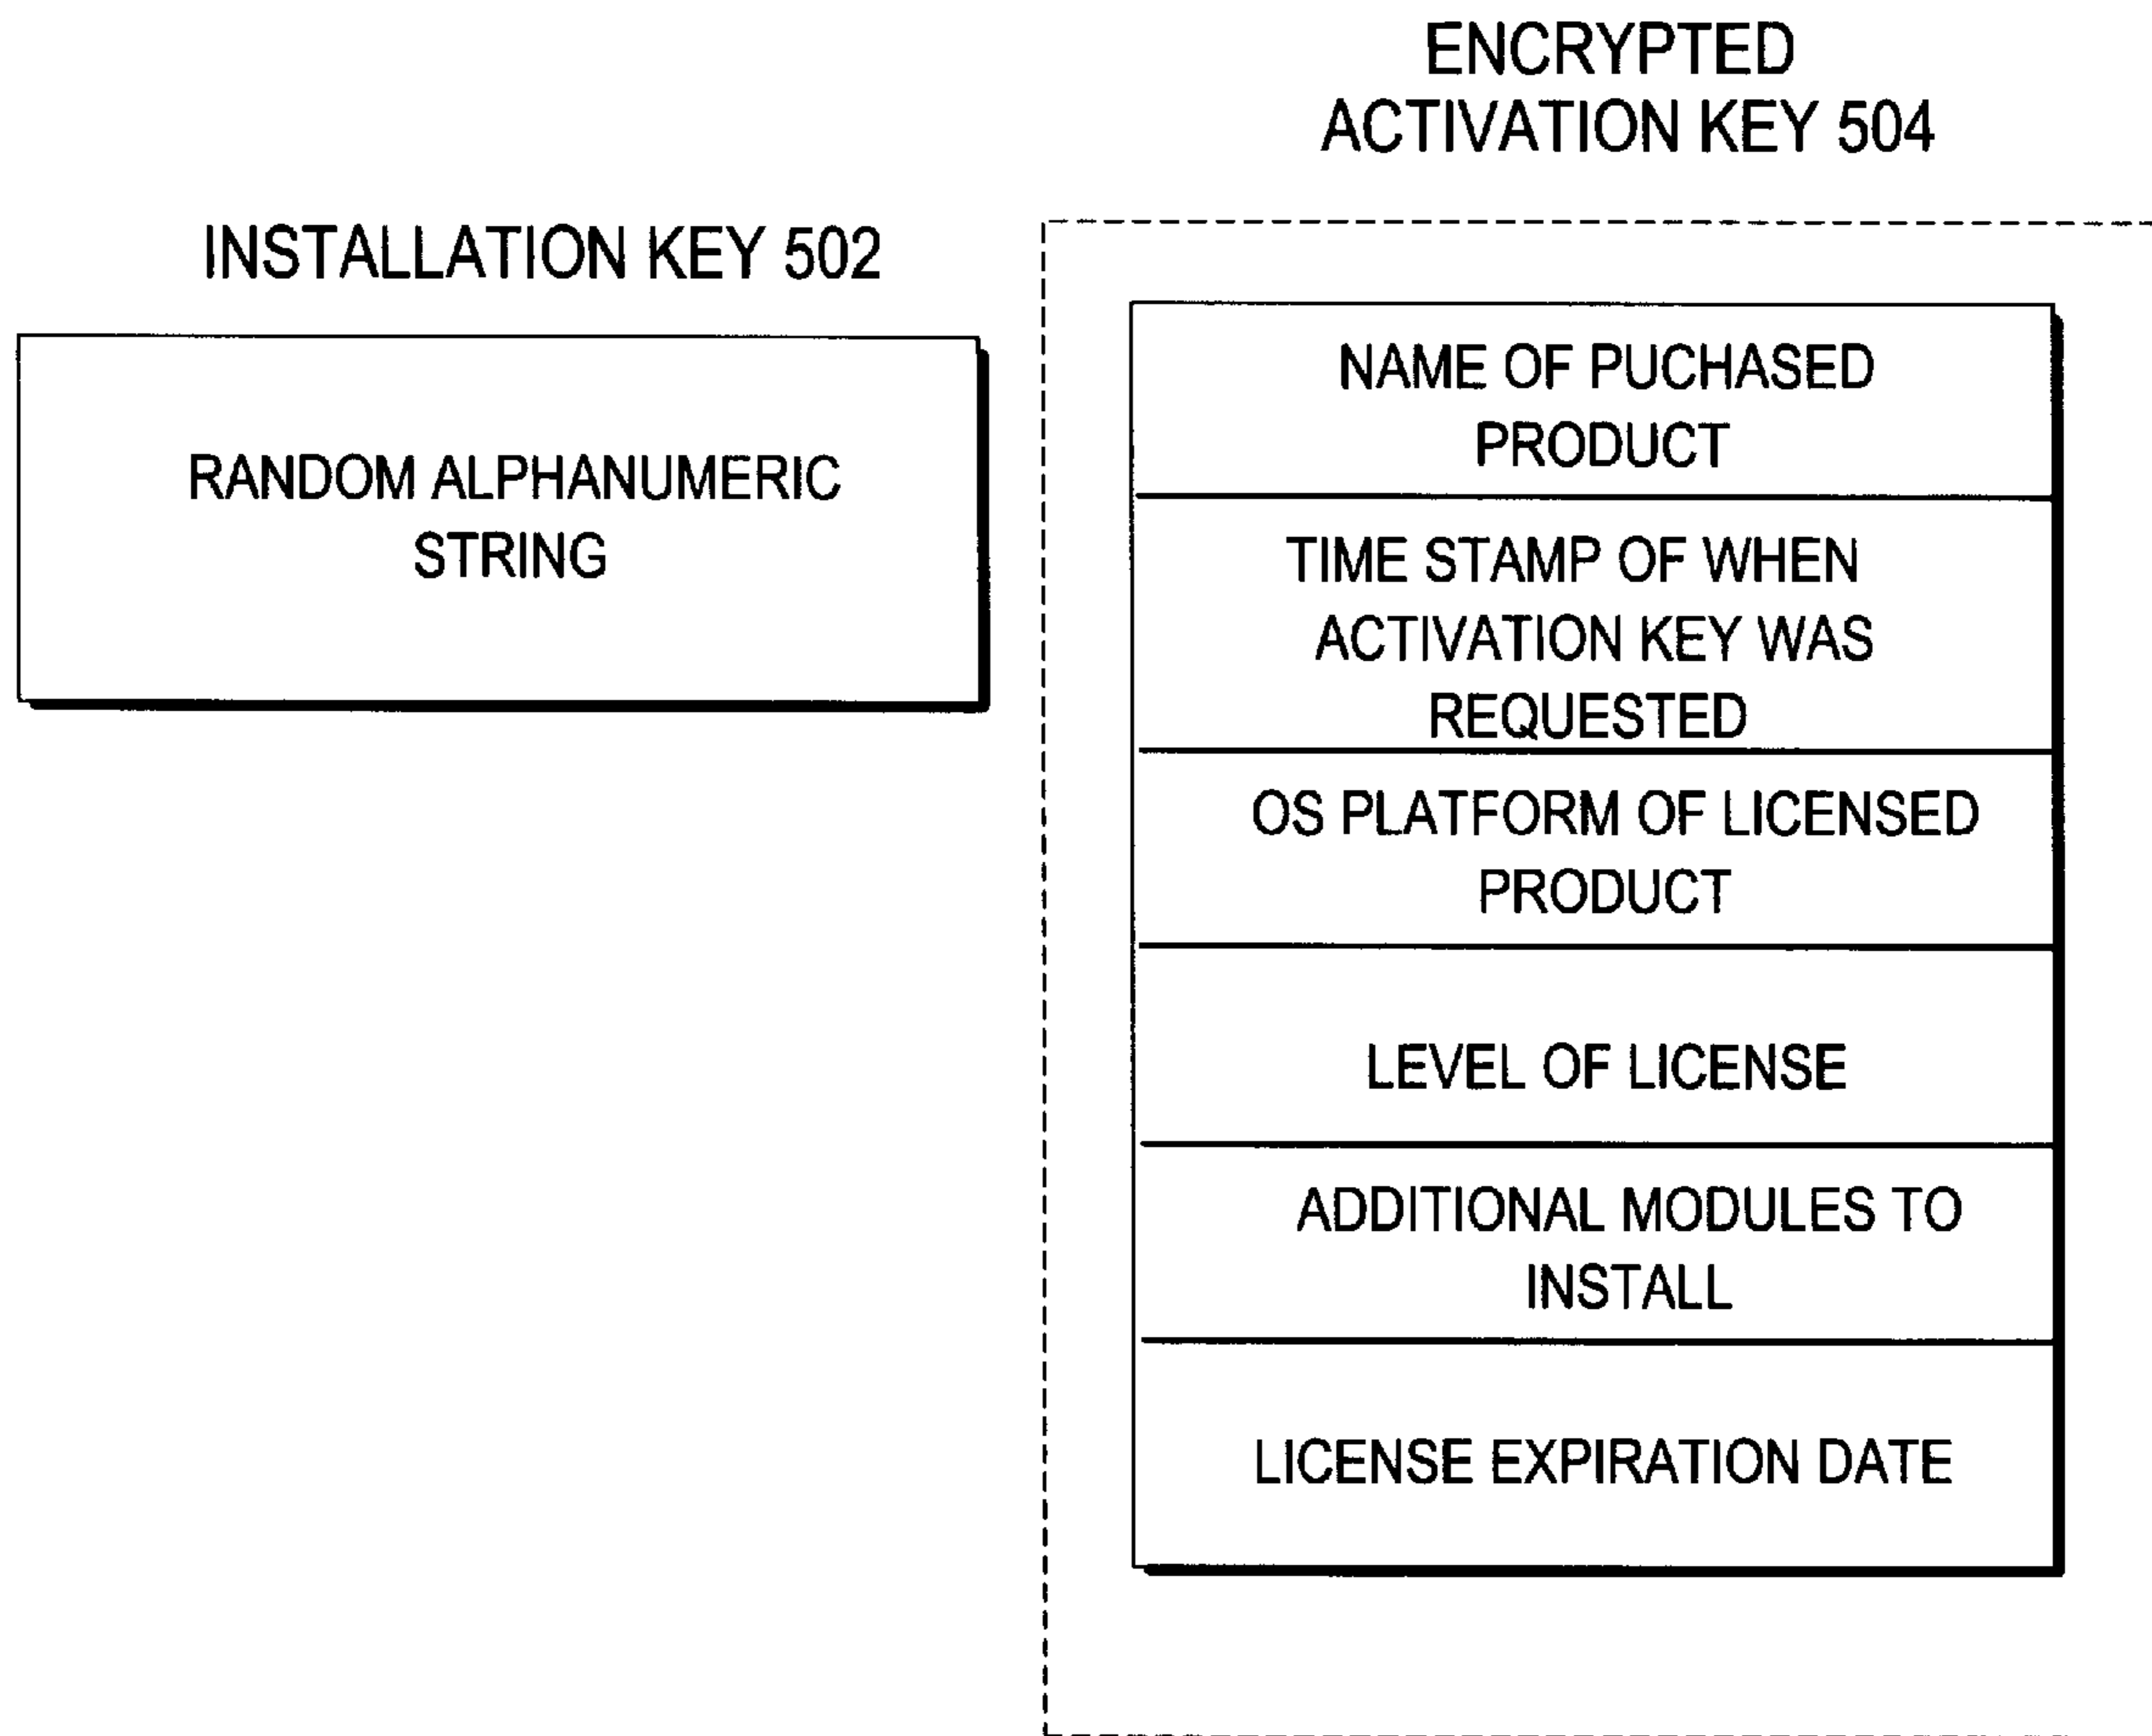 ENCRYPTED
ACTIVATION KEY 504
INSTALLATION KEY 502
RANDOM ALPHANUMERIC
STRING
NAME OF PUCHASED
PRODUCT
TIME STAMP OF WHEN
ACTIVATION KEY WAS
REQUESTED
OS PLATFORM OF LICENSED
PRODUCT
LEVEL OF LICENSE
ADDITIONAL MODULES TO
INSTALL
LICENSE EXPIRATION DATE